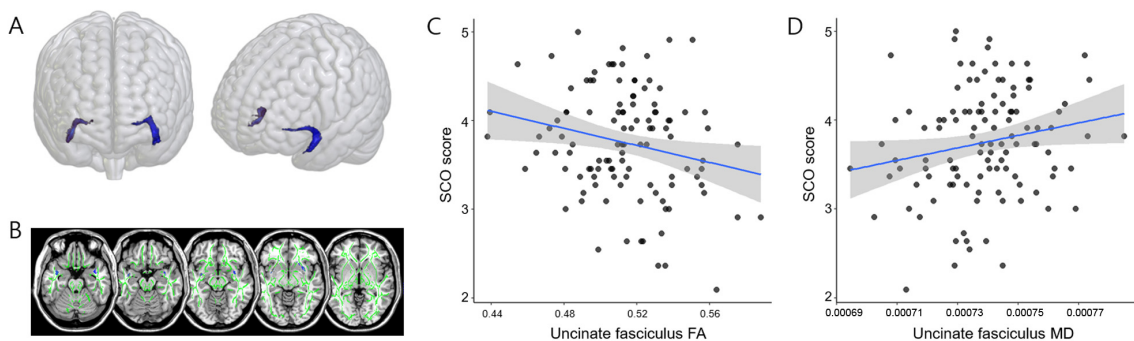 A
B
C
SCO score
5
4
3
2
0.44
0.48
0.52
0.56
Uncinate fasciculus FA
D
SCO score
5
4
3
2
0.00069
0.00071
0.00073
0.00075
0.00077
Uncinate fasciculus MD